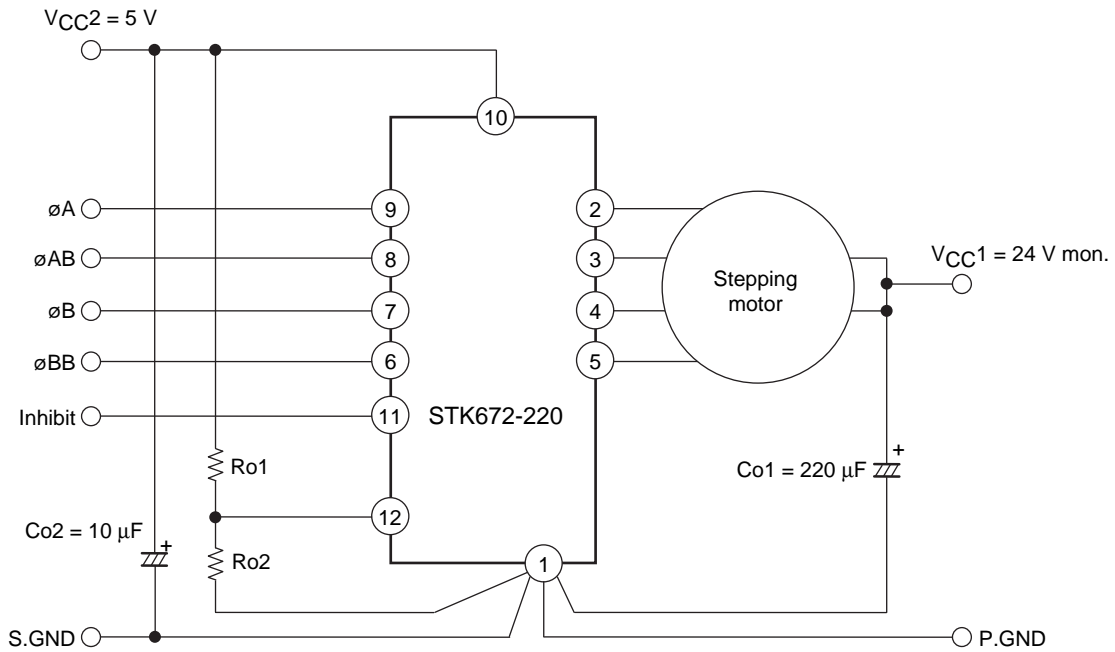 VCC2 = 5 V
10
øA
9
2
øAB
8
3
VCC1 = 24 V mon.
Stepping
motor
øB
7
4
øBB
6
5
Inhibit
11
STK672-220
Ro1
+
Co1 = 220 μF
12
Co2 = 10 μF
+
Ro2
1
S.GND
P.GND